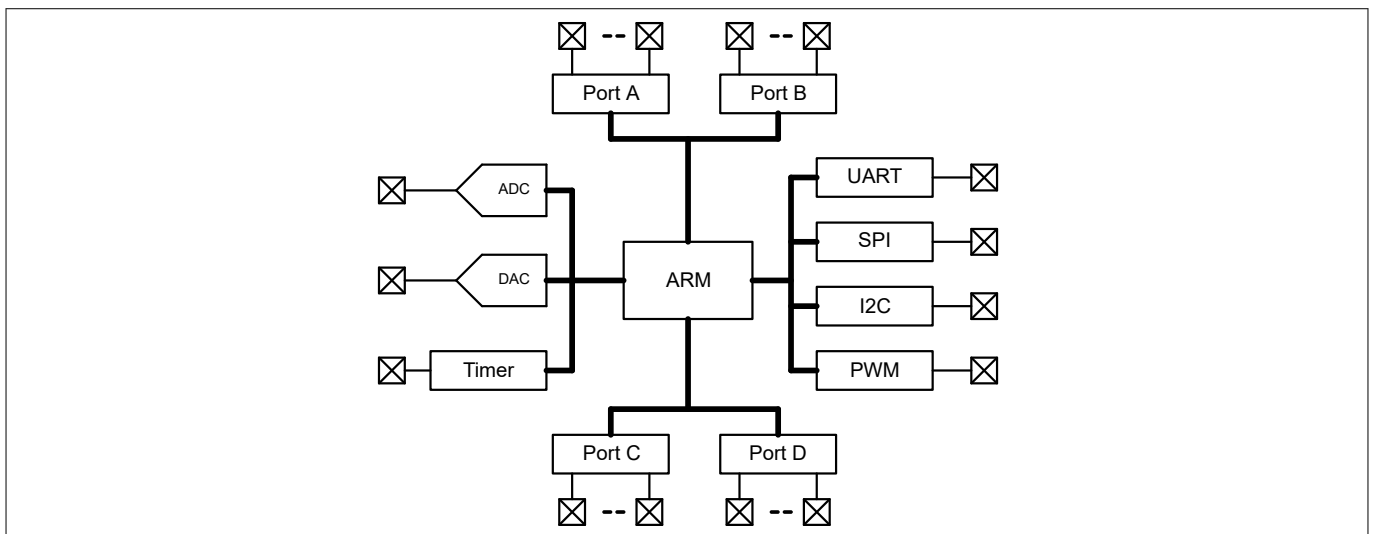 Port A
Port B
ADC
UART
SPI
DAC
ARM
I2C
Timer
PWM
Port C
Port D